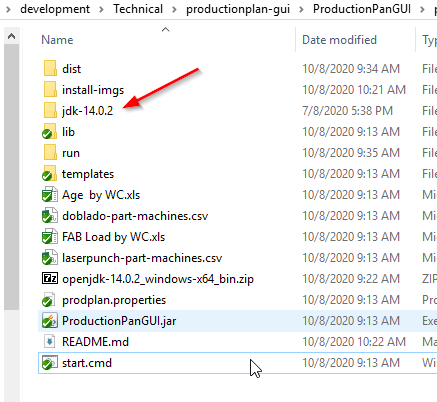 development > Technical > productionplan-gui > ProductionPanGUI > p
Name Date modified Type
dist 10/8/2020 9:34 AM File
install-imgs 10/8/2020 10:21 AM File
jdk-14.0.2 7/8/2020 5:38 PM File
lib 10/8/2020 9:13 AM File
run 10/8/2020 9:35 AM File
templates 10/8/2020 9:13 AM File
Age by WC.xls 10/8/2020 9:13 AM Mi
doblado-part-machines.csv 10/8/2020 9:13 AM Mi
FAB Load by WC.xls 10/8/2020 9:13 AM Mi
laserpunch-part-machines.csv 10/8/2020 9:13 AM Mi
openjdk-14.0.2_windows-x64_bin.zip 10/8/2020 9:22 AM ZIP
prodplan.properties 10/8/2020 9:13 AM Pro
ProductionPanGUI.jar 10/8/2020 9:13 AM Exe
README.md 10/8/2020 10:22 AM Ma
start.cmd 10/8/2020 9:13 AM Wi